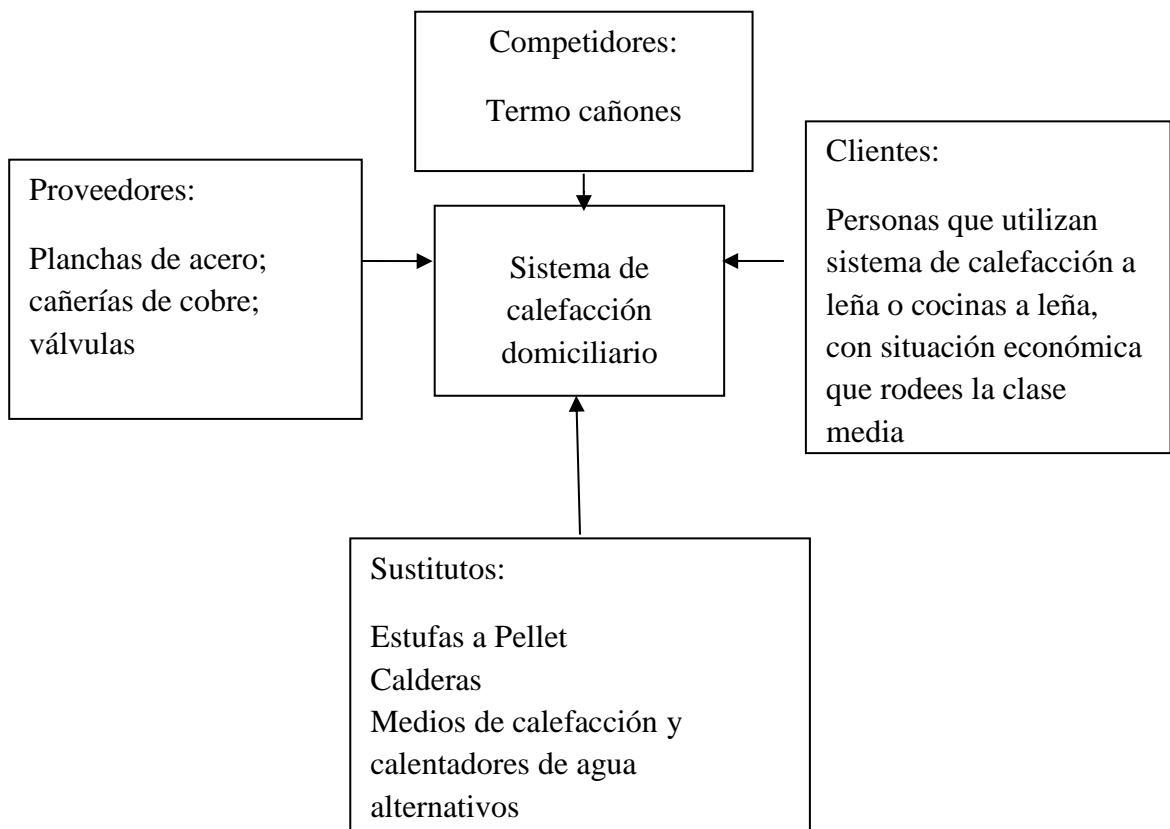 Competidores:
Termo cañones
Proveedores:
Planchas de acero;
cañerías de cobre;
válvulas
Sistema de
calefacción
domiciliario
Clientes:
Personas que utilizan
sistema de calefacción a
leña o cocinas a leña,
con situación económica
que rodees la clase
media
Sustitutos:
Estufas a Pellet
Calderas
Medios de calefacción y
calentadores de agua
alternativos